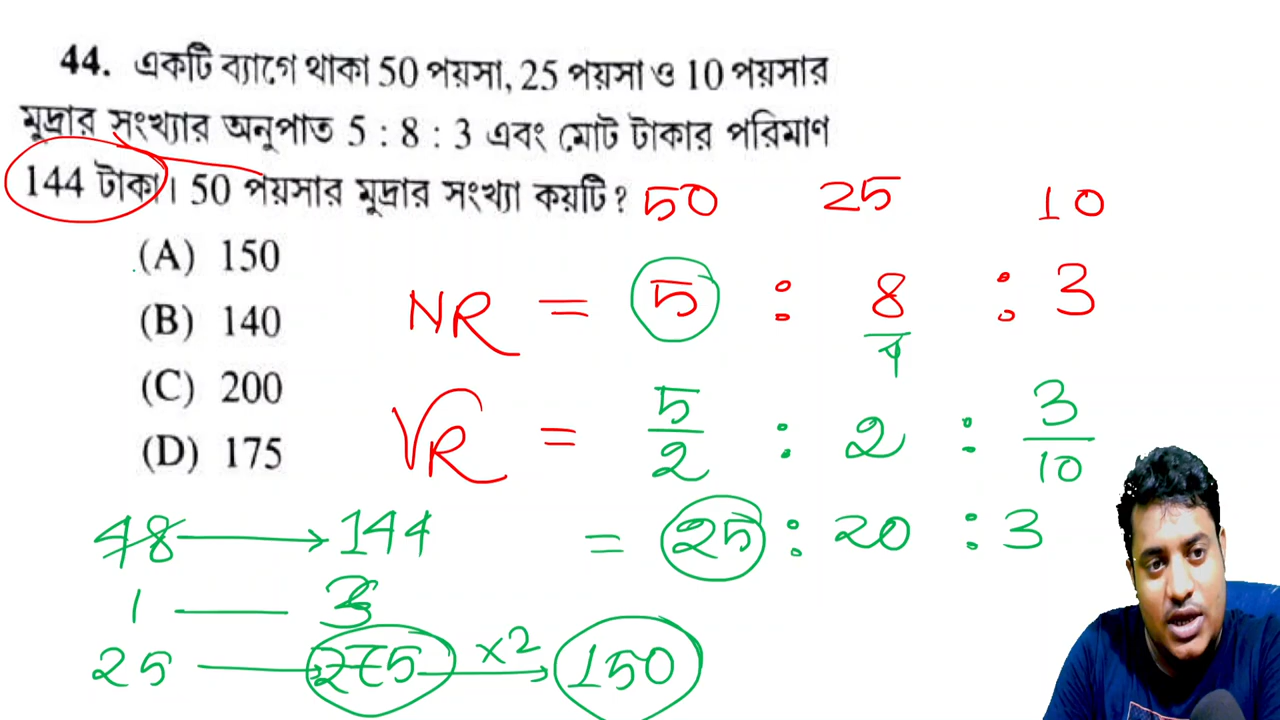 44. একটি ব্যাগে থাকা 50 পয়সা, 25 পয়সা ও 10 পয়সার
মুদ্রার সংখ্যার অনুপাত 5 : 8 : 3 এবং মোট টাকার পরিমাণ
144 টাকা। 50 পয়সার মুদ্রার সংখ্যা কয়টি ?
50 25 10
(A) 150
(B) 140
(C) 200
(D) 175
NR = 5 : 8/4 : 3
VR = 5/2 : 2 : 3/10
= 25 : 20 : 3
48 → 144
1 — 3
25 → 75 ×2 → 150